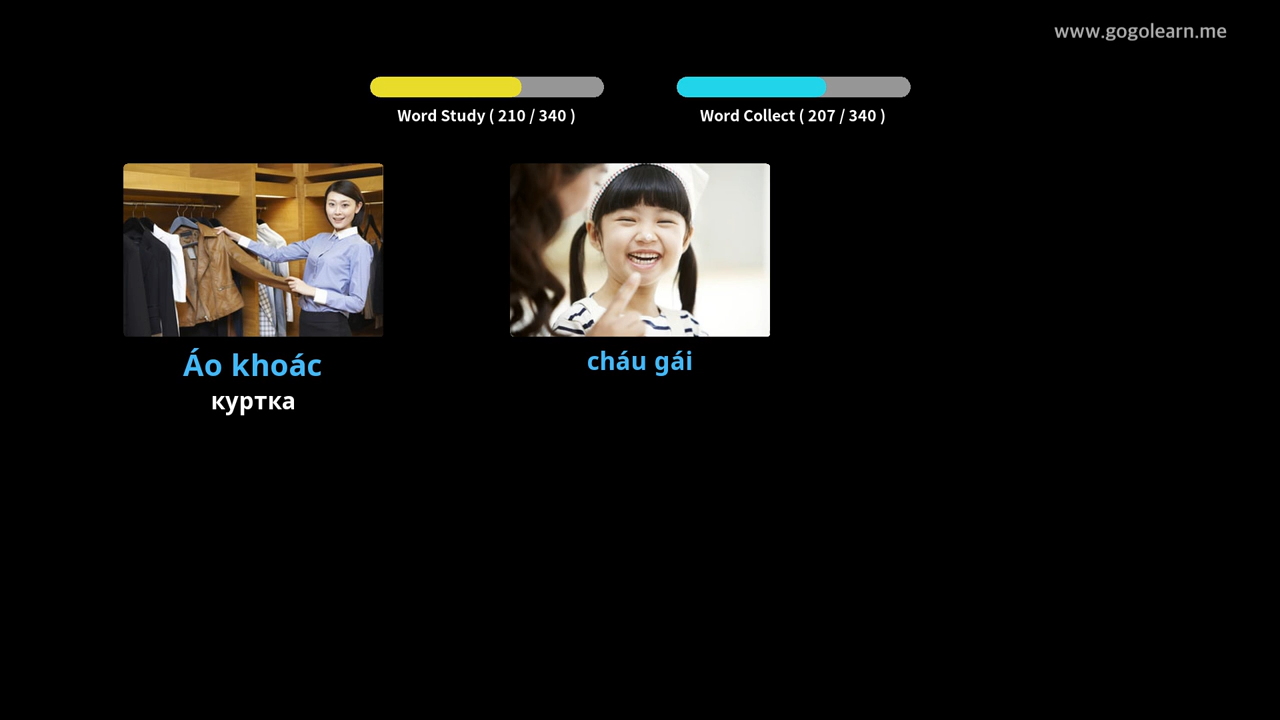 www.gogolearn.me
Word Study ( 210 / 340 )
Word Collect ( 207 / 340 )
Áo khoác
куртка
cháu gái